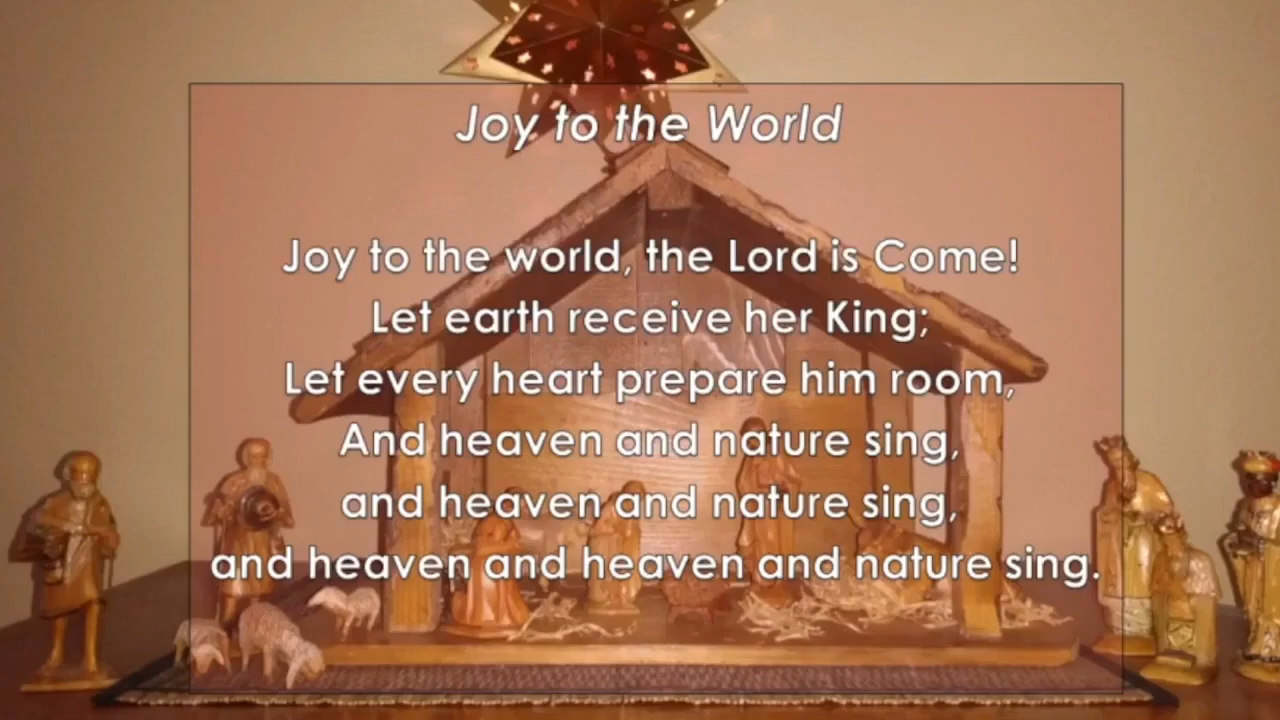 Joy to the World
Joy to the world, the Lord is Come!
Let earth receive her King;
Let every heart prepare him room,
And heaven and nature sing,
and heaven and nature sing,
and heaven and heaven and nature sing.